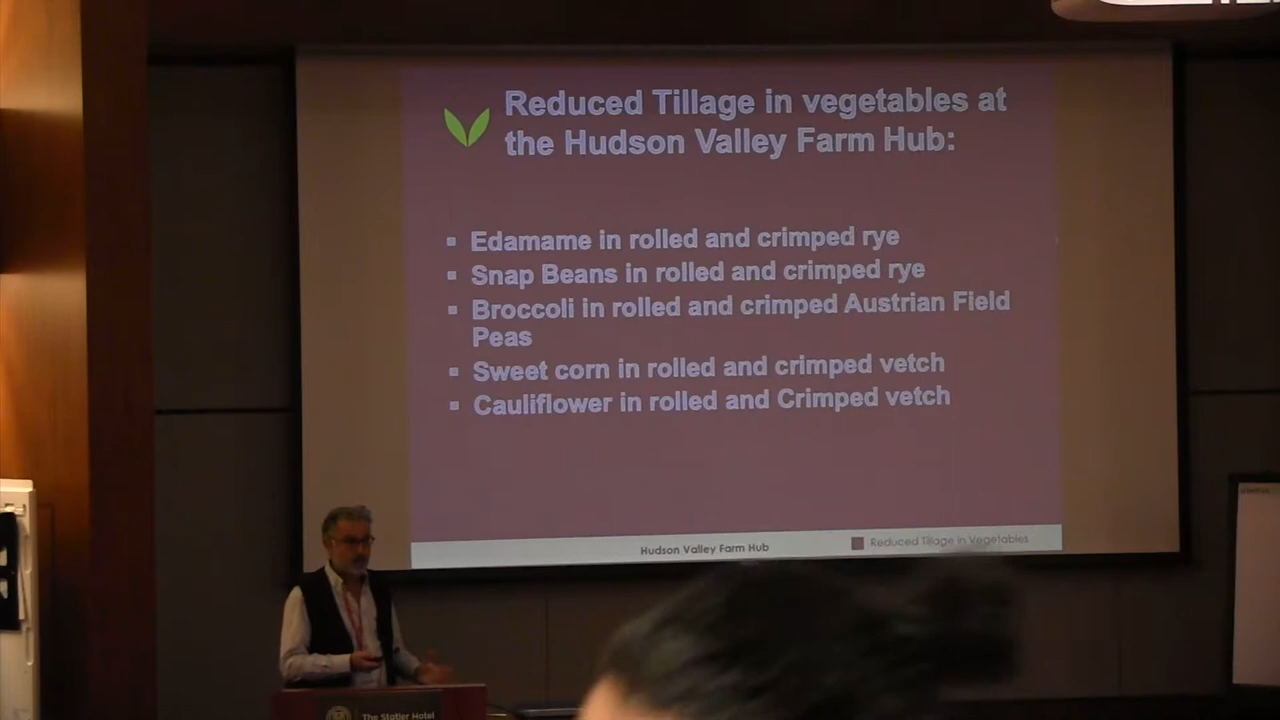 Reduced Tillage in vegetables at
the Hudson Valley Farm Hub:
Edamame in rolled and crimped rye
Snap Beans in rolled and crimped rye
Broccoli in rolled and crimped Austrian Field
Peas
Sweet corn in rolled and crimped vetch
Cauliflower in rolled and Crimped vetch
Hudson Valley Farm Hub
Reduced Tillage in Vegetables
The Statler Hotel